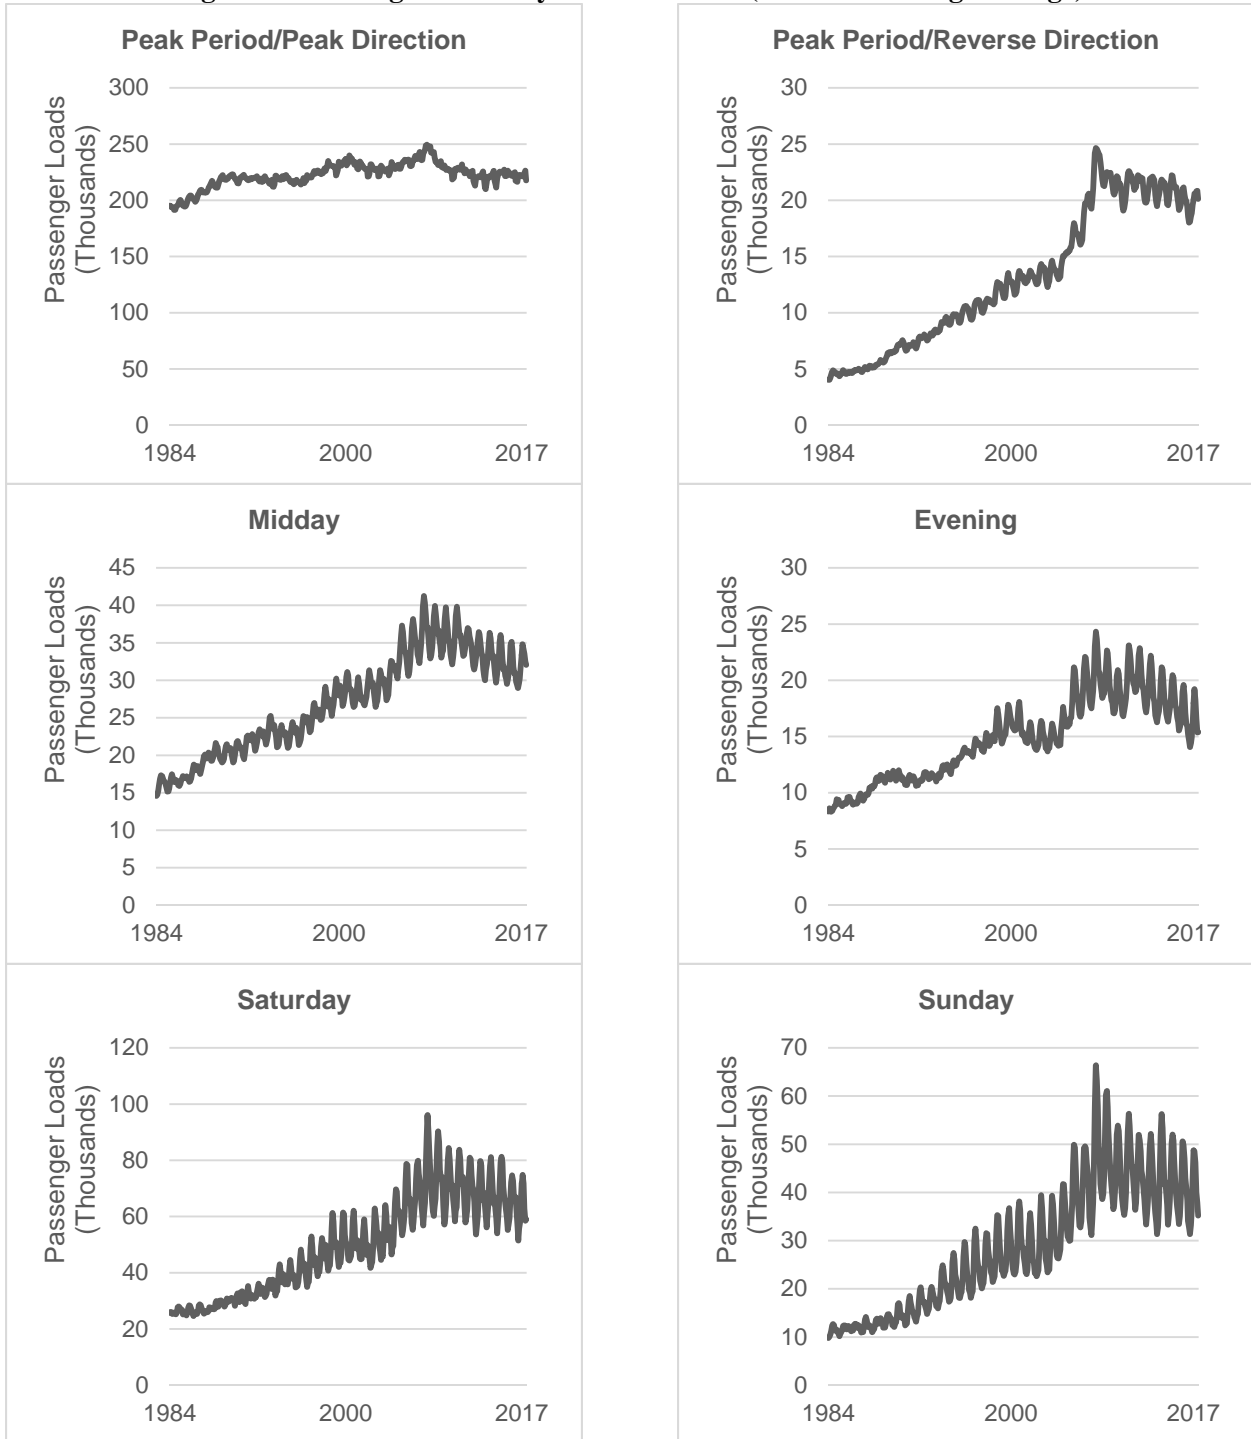 Peak Period/Peak Direction
Passenger Loads
(Thousands)
300
250
200
150
100
50
0
1984 2000 2017
Peak Period/Reverse Direction
Passenger Loads
(Thousands)
30
25
20
15
10
5
0
1984 2000 2017
Midday
Passenger Loads
(Thousands)
45
40
35
30
25
20
15
10
5
0
1984 2000 2017
Evening
Passenger Loads
(Thousands)
30
25
20
15
10
5
0
1984 2000 2017
Saturday
Passenger Loads
(Thousands)
120
100
80
60
40
20
0
1984 2000 2017
Sunday
Passenger Loads
(Thousands)
70
60
50
40
30
20
10
0
1984 2000 2017